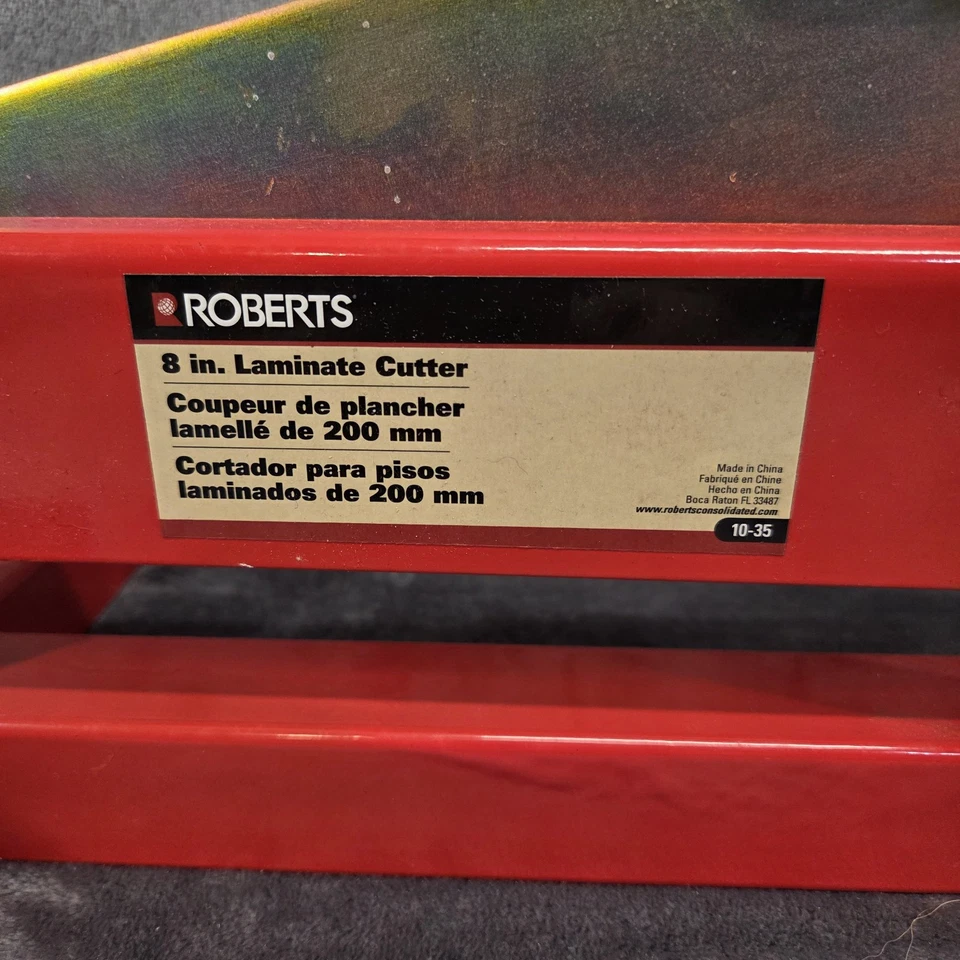 ROBERTS
8 in. Laminate Cutter
Coupeur de plancher
lamellé de 200 mm
Cortador para pisos
laminados de 200 mm
Made in China
Fabriqué en Chine
Hecho en China
Boca Raton FL 33487
www.robertsconsolidated.com
10-35